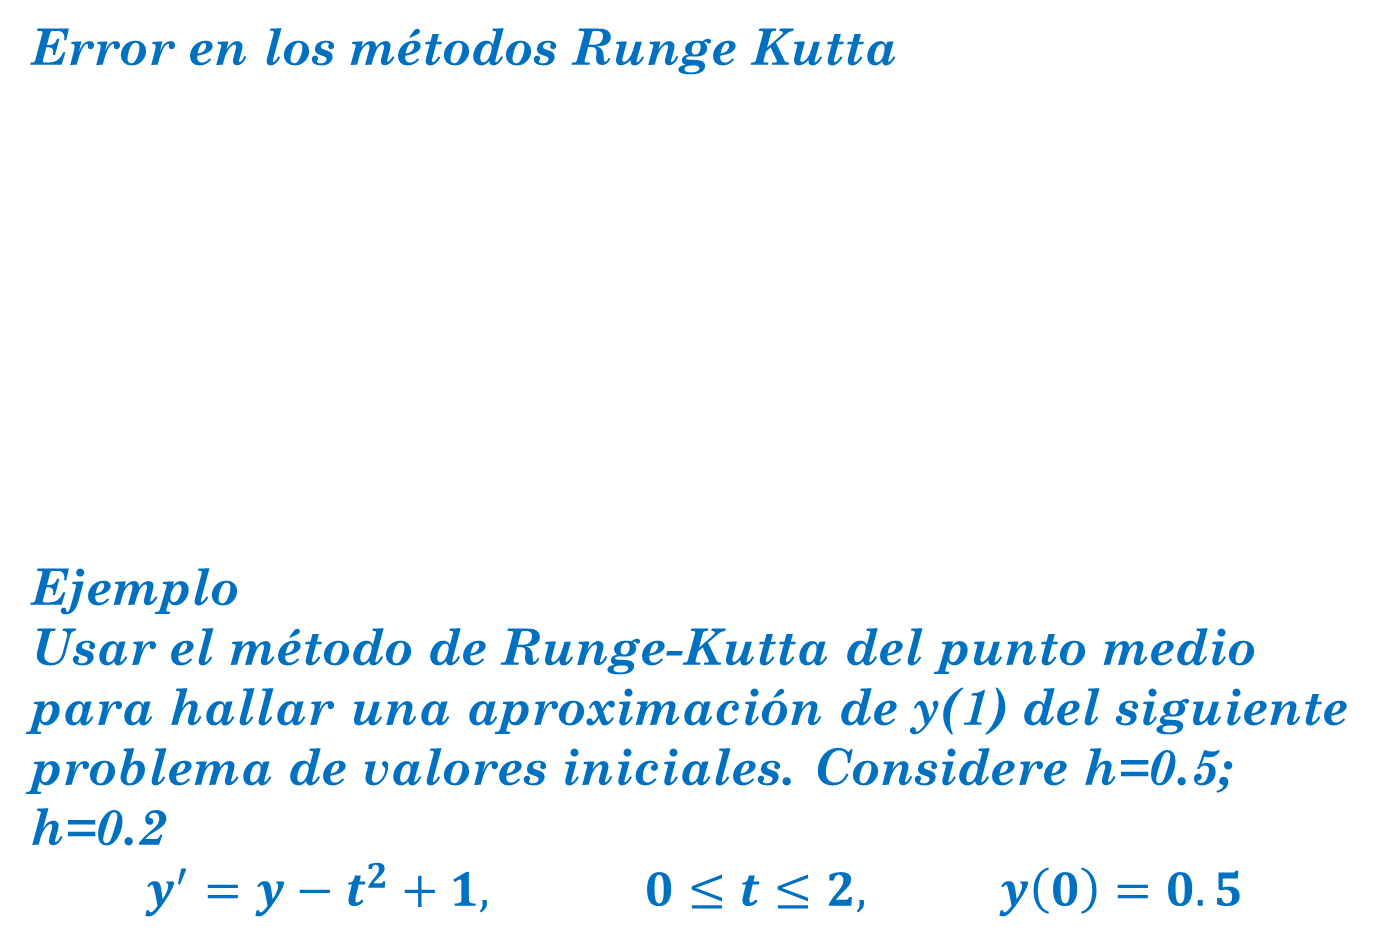 Error en los métodos Runge Kutta
Ejemplo
Usar el método de Runge-Kutta del punto medio
para hallar una aproximación de y(1) del siguiente
problema de valores iniciales. Considere h=0.5;
h=0.2
y′ = y − t² + 1, 0 ≤ t ≤ 2, y(0) = 0.5